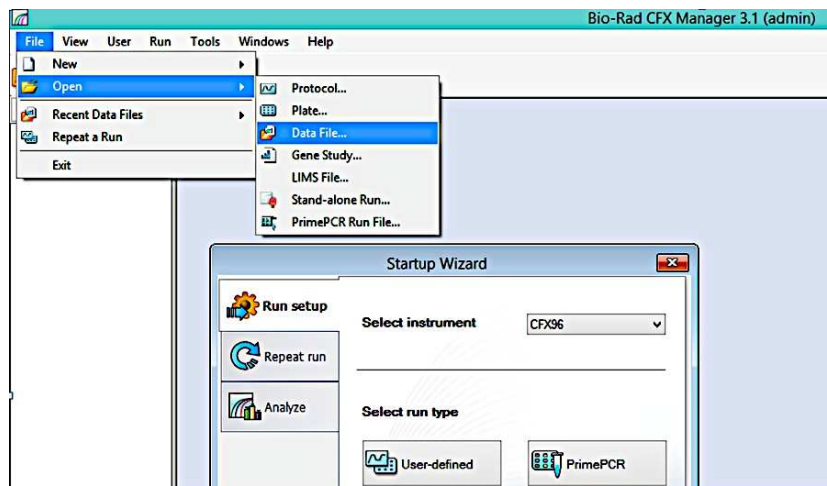 Bio-Rad CFX Manager 3.1 (admin)
File View User Run Tools Windows Help
New
Open
Recent Data Files
Repeat a Run
Exit
Protocol...
Plate...
Data File...
Gene Study...
LIMS File...
Stand-alone Run...
PrimePCR Run File...
Startup Wizard
Run setup
Repeat run
Analyze
Select instrument CFX96
Select run type
User-defined PrimePCR